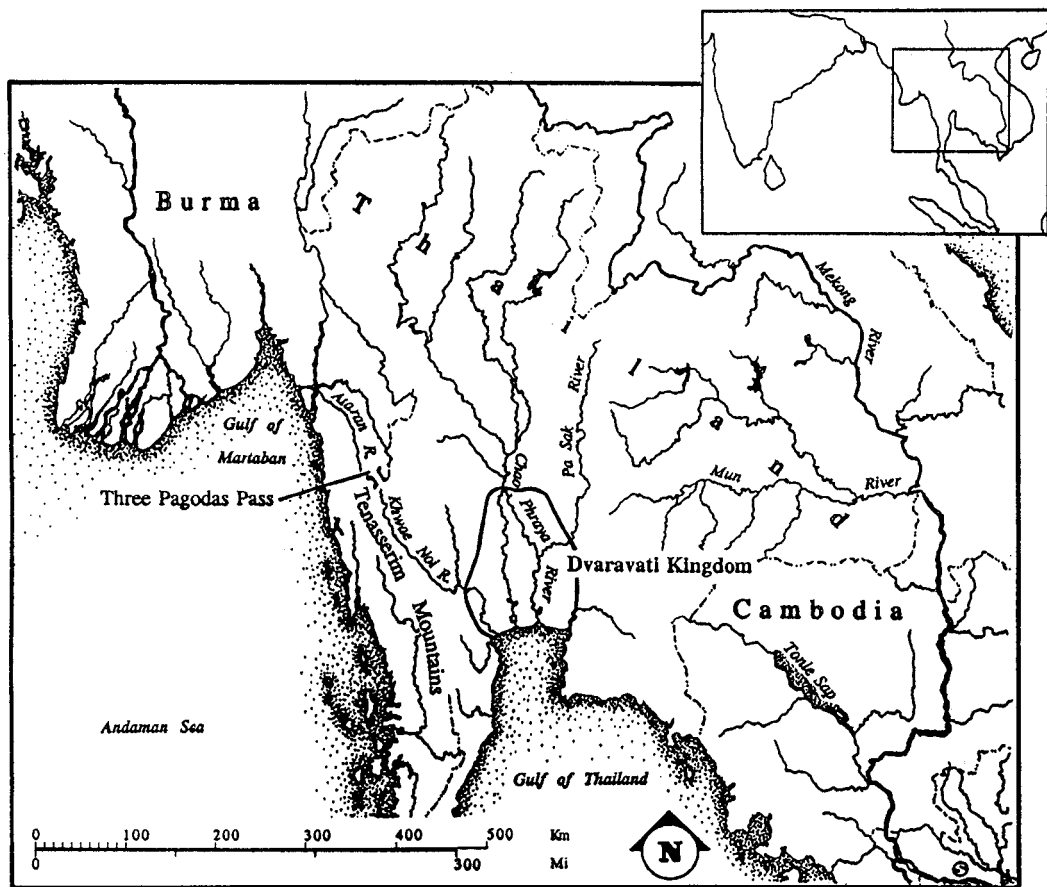 Burma
Thailand
Mekong River
Gulf of
Martaban
Ataran R.
Three Pagodas Pass
Khwae Noi R.
Tenasserim
Mountains
Chao Phraya River
Pa Sak River
Mun River
Dvaravati Kingdom
Cambodia
Tonle Sap
Andaman Sea
Gulf of Thailand
0 100 200 300 400 500 Km
0 300 Mi
N